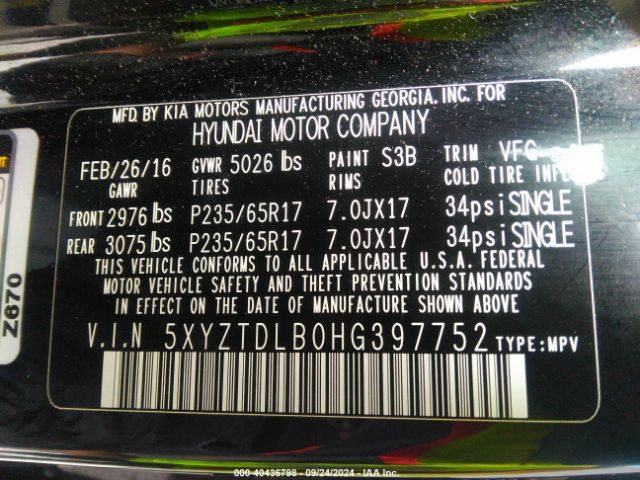 MFD. BY KIA MOTORS MANUFACTURING GEORGIA. INC. FOR
HYUNDAI MOTOR COMPANY
FEB/26/16 GVWR 5026 lbs PAINT S3B TRIM VFG
GAWR TIRES RIMS COLD TIRE
FRONT 2976 lbs P235/65R17 7.0JX17 34psi SINGLE
REAR 3075 lbs P235/65R17 7.0JX17 34psi SINGLE
THIS VEHICLE CONFORMS TO ALL APPLICABLE U.S.A. FEDERAL
MOTOR VEHICLE SAFETY AND THEFT PREVENTION STANDARDS
IN EFFECT ON THE DATE OF MANUFACTURE SHOWN ABOVE.
V.I.N 5XYZTDLB0HG397752 TYPE:MPV
Z670
000-40436798 - 09/24/2024 - IAA Inc.